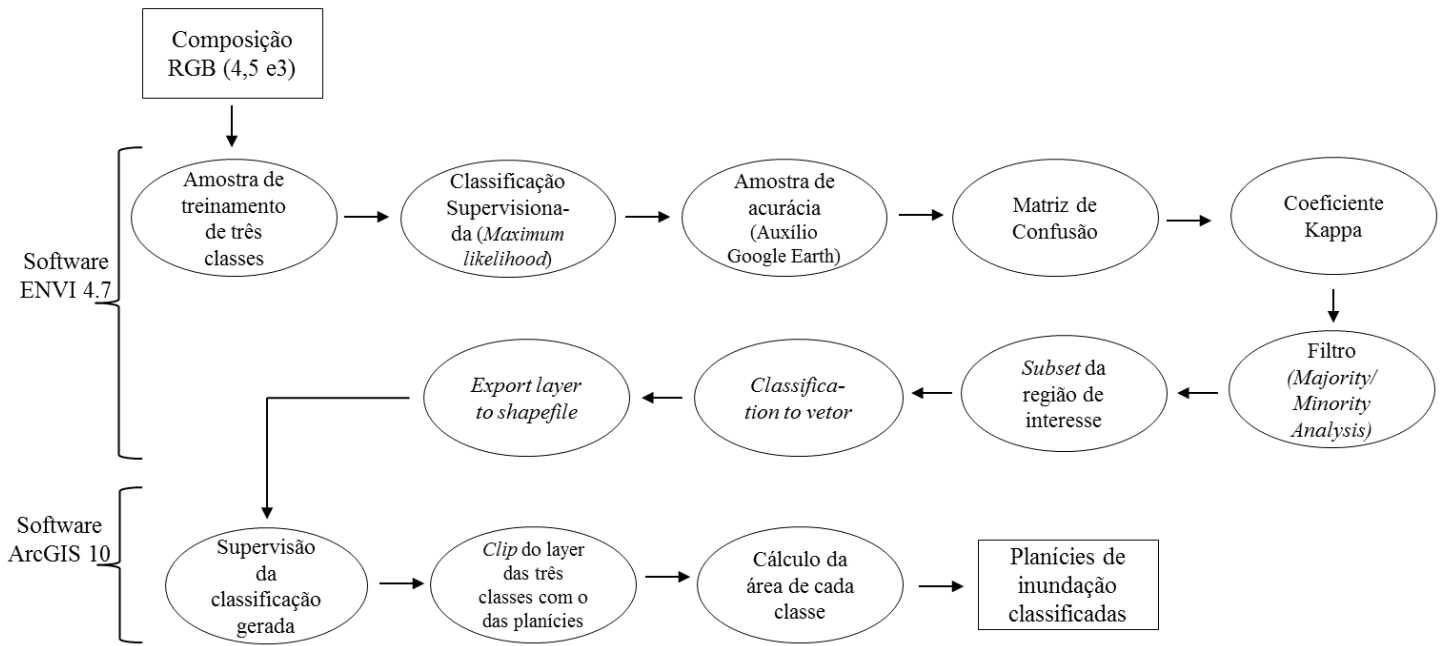 Composição
RGB (4,5 e3)
Software
ENVI 4.7
Amostra de
treinamento
de três
classes
Classificação
Supervisiona-
da (Maximum
likelihood)
Amostra de
acurácia
(Auxílio
Google Earth)
Matriz de
Confusão
Coeficiente
Kappa
Filtro
(Majority/
Minority
Analysis)
Subset da
região de
interesse
Classifica-
tion to vetor
Export layer
to shapefile
Software
ArcGIS 10
Supervisão
da
classificação
gerada
Clip do layer
das três
classes com o
das planícies
Cálculo da
área de cada
classe
Planícies de
inundação
classificadas